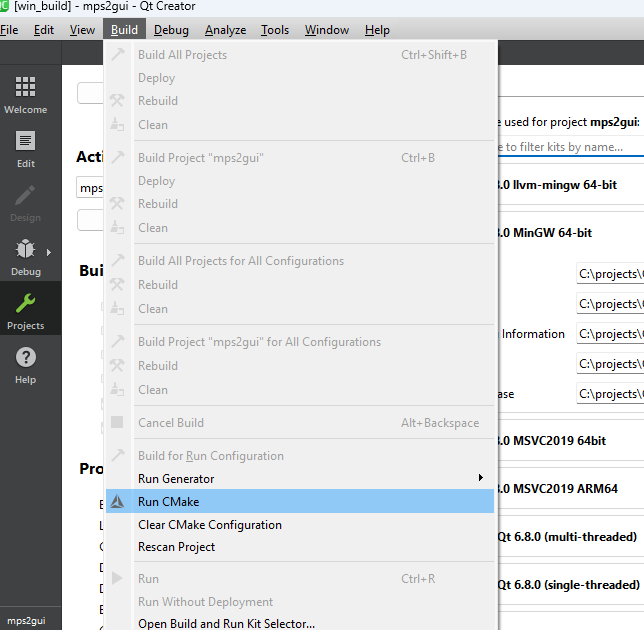 [win_build] - mps2gui - Qt Creator
File Edit View Build Debug Analyze Tools Window Help
Build All Projects Ctrl+Shift+B
Deploy
Rebuild
Clean
Build Project "mps2gui" Ctrl+B
Deploy
Rebuild
Clean
Build All Projects for All Configurations
Rebuild
Clean
Build Project "mps2gui" for All Configurations
Rebuild
Clean
Cancel Build Alt+Backspace
Build for Run Configuration
Run Generator
Run CMake
Clear CMake Configuration
Rescan Project
Run Ctrl+R
Run Without Deployment
Open Build and Run Kit Selector...
Welcome
Edit
Design
Debug
Projects
Help
mps2gui
Acti
mps
Bui
Pro
e used for project mps2gui:
e to filter kits by name...
.0 llvm-mingw 64-bit
.0 MinGW 64-bit
C:\projects\
C:\projects\
Information C:\projects\
C:\projects\
ase C:\projects\
.0 MSVC2019 64bit
.0 MSVC2019 ARM64
Qt 6.8.0 (multi-threaded)
Qt 6.8.0 (single-threaded)